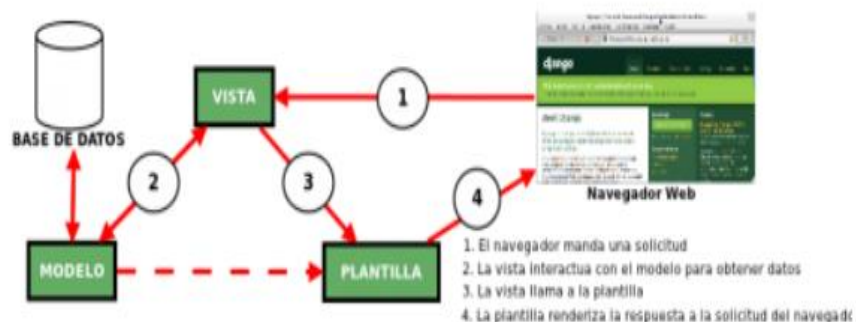 django
VISTA
1
BASE DE DATOS
2
3
4
Navegador Web
MODELO
PLANTILLA
1. El navegador manda una solicitud
2. La vista interactua con el modelo para obtener datos
3. La vista llama a la plantilla
4. La plantilla renderiza la respuesta a la solicitud del navegado